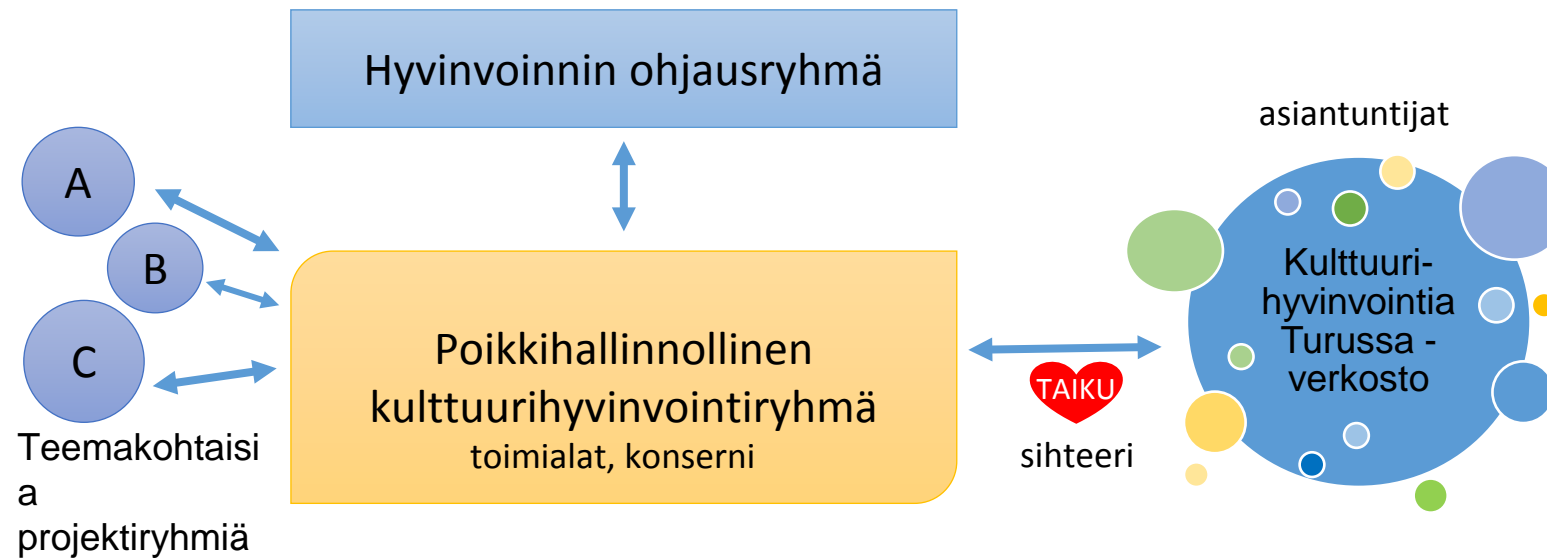 Hyvinvoinnin ohjausryhmä
A
B
C
Teemakohtaisi
a
projektiryhmiä
Poikkihallinnollinen
kulttuurihyvinvointiryhmä
toimialat, konserni
TAIKU
sihteeri
asiantuntijat
Kulttuuri-
hyvinvointia
Turussa -
verkosto